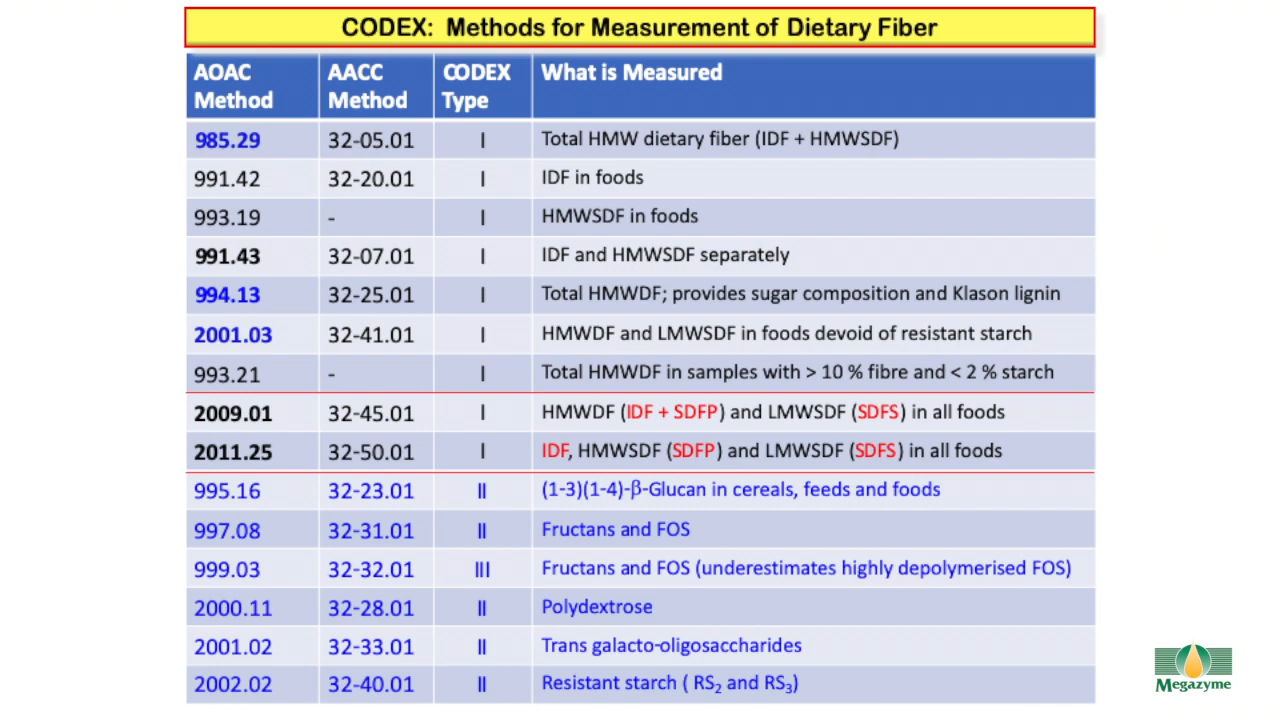 CODEX: Methods for Measurement of Dietary Fiber
AOAC Method AACC Method CODEX Type What is Measured
985.29 32-05.01 I Total HMW dietary fiber (IDF + HMWSDF)
991.42 32-20.01 I IDF in foods
993.19 - I HMWSDF in foods
991.43 32-07.01 I IDF and HMWSDF separately
994.13 32-25.01 I Total HMWDF; provides sugar composition and Klason lignin
2001.03 32-41.01 I HMWDF and LMWSDF in foods devoid of resistant starch
993.21 - I Total HMWDF in samples with > 10 % fibre and < 2 % starch
2009.01 32-45.01 I HMWDF (IDF + SDFP) and LMWSDF (SDFS) in all foods
2011.25 32-50.01 I IDF, HMWSDF (SDFP) and LMWSDF (SDFS) in all foods
995.16 32-23.01 II (1-3)(1-4)-β-Glucan in cereals, feeds and foods
997.08 32-31.01 II Fructans and FOS
999.03 32-32.01 III Fructans and FOS (underestimates highly depolymerised FOS)
2000.11 32-28.01 II Polydextrose
2001.02 32-33.01 II Trans galacto-oligosaccharides
2002.02 32-40.01 II Resistant starch ( RS₂ and RS₃)
Megazyme